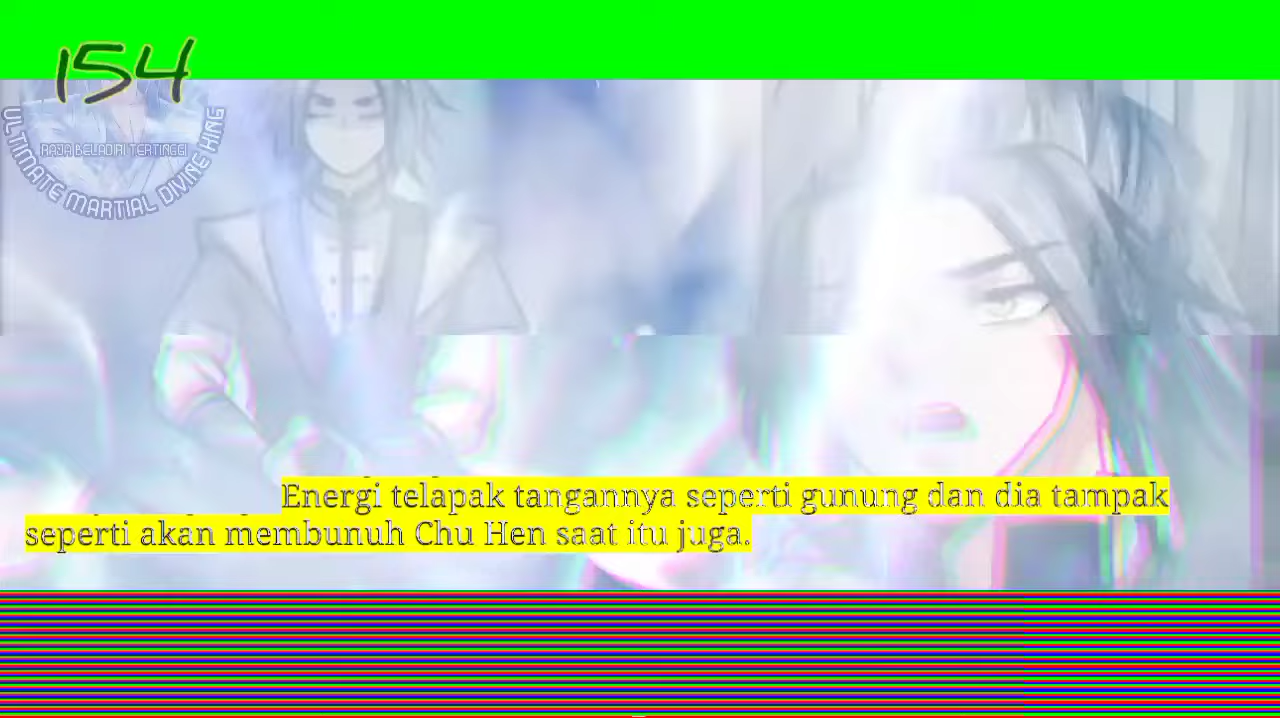 154
RAJA BELADIRI TERTINGGI
ULTIMATE MARTIAL DIVINE KING
Energi telapak tangannya seperti gunung dan dia tampak
seperti akan membunuh Chu Hen saat itu juga.